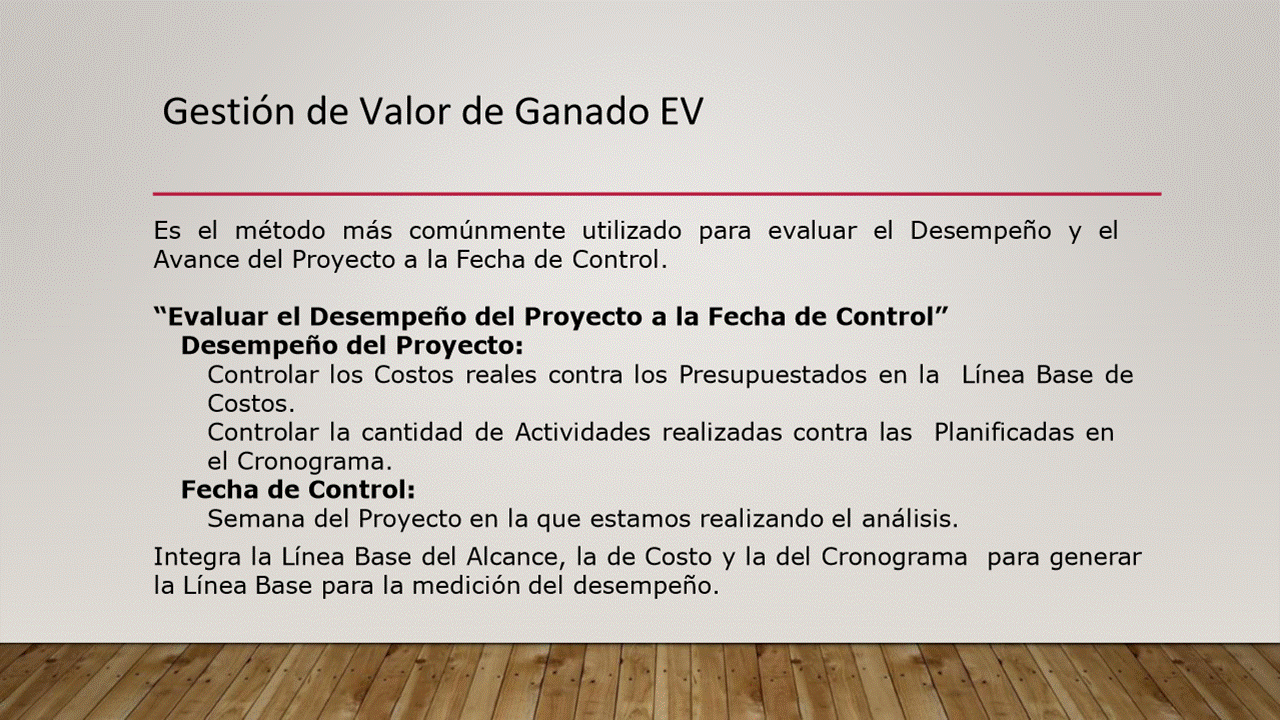 Gestión de Valor de Ganado EV
Es el método más comúnmente utilizado para evaluar el Desempeño y el
Avance del Proyecto a la Fecha de Control.
“Evaluar el Desempeño del Proyecto a la Fecha de Control”
Desempeño del Proyecto:
Controlar los Costos reales contra los Presupuestados en la Línea Base de
Costos.
Controlar la cantidad de Actividades realizadas contra las Planificadas en
el Cronograma.
Fecha de Control:
Semana del Proyecto en la que estamos realizando el análisis.
Integra la Línea Base del Alcance, la de Costo y la del Cronograma para generar
la Línea Base para la medición del desempeño.